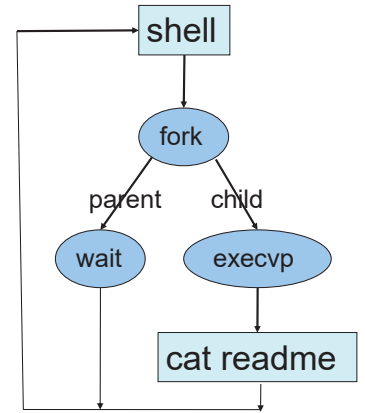 shell
fork
parent
child
wait
execvp
cat readme